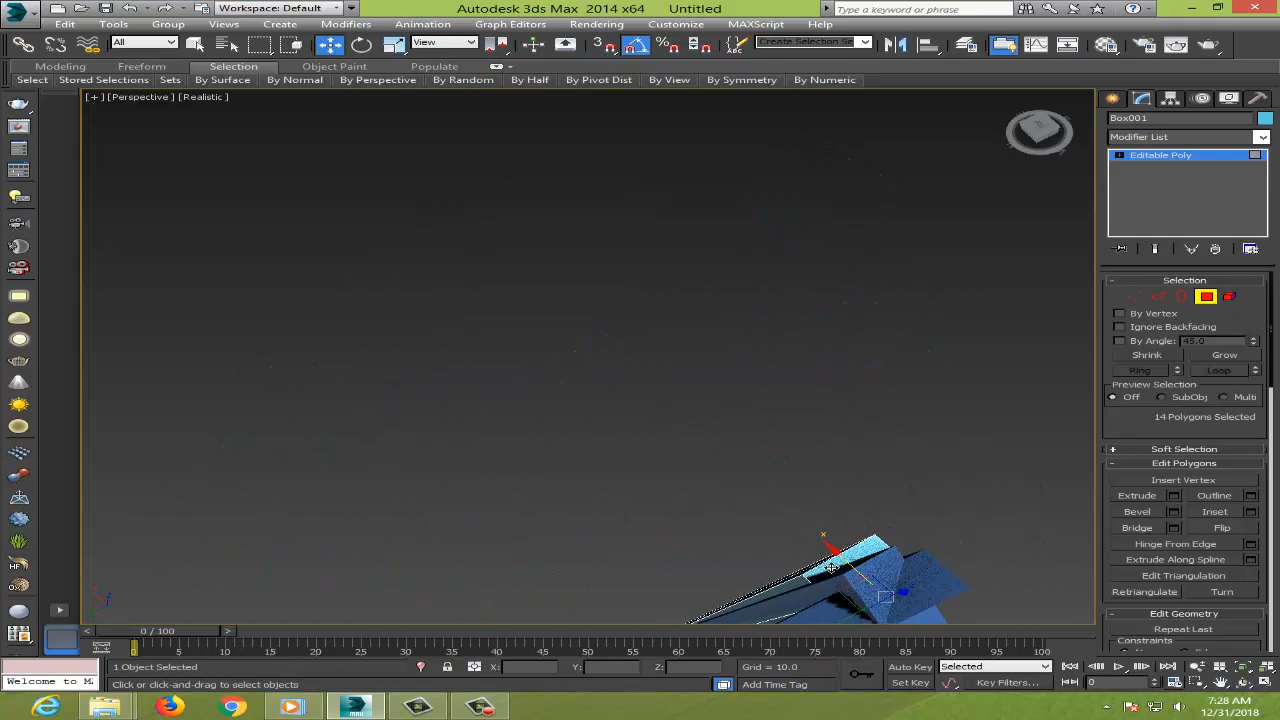 Workspace: Default
Autodesk 3ds Max 2014 x64
Untitled
Type a keyword or phrase
Edit Tools Group Views Create Modifiers Animation Graph Editors Rendering Customize MAXScript Help
All
View
3
Create Selection Se
Modeling Freeform Selection Object Paint Populate
Select Stored Selections Sets By Surface By Normal By Perspective By Random By Half By Pivot Dist By View By Symmetry By Numeric
[+] [Perspective] [Realistic]
Box001
Modifier List
Editable Poly
Selection
By Vertex
Ignore Backfacing
By Angle: 45.0
Shrink Grow
Ring Loop
Preview Selection
Off SubObj Multi
14 Polygons Selected
+ Soft Selection
- Edit Polygons
Insert Vertex
Extrude Outline
Bevel Inset
Bridge Flip
Hinge From Edge
Extrude Along Spline
Edit Triangulation
Retriangulate Turn
- Edit Geometry
Repeat Last
Constraints
x
< 0 / 100 >
0 5 10 15 20 25 30 35 40 45 50 55 60 65 70 75 80 85 90 95 100
1 Object Selected
X: Y: Z:
Grid = 10.0
Auto Key Selected
Welcome to M
Click or click-and-drag to select objects
Add Time Tag
Set Key Key Filters...
0
7:28 AM
12/31/2018